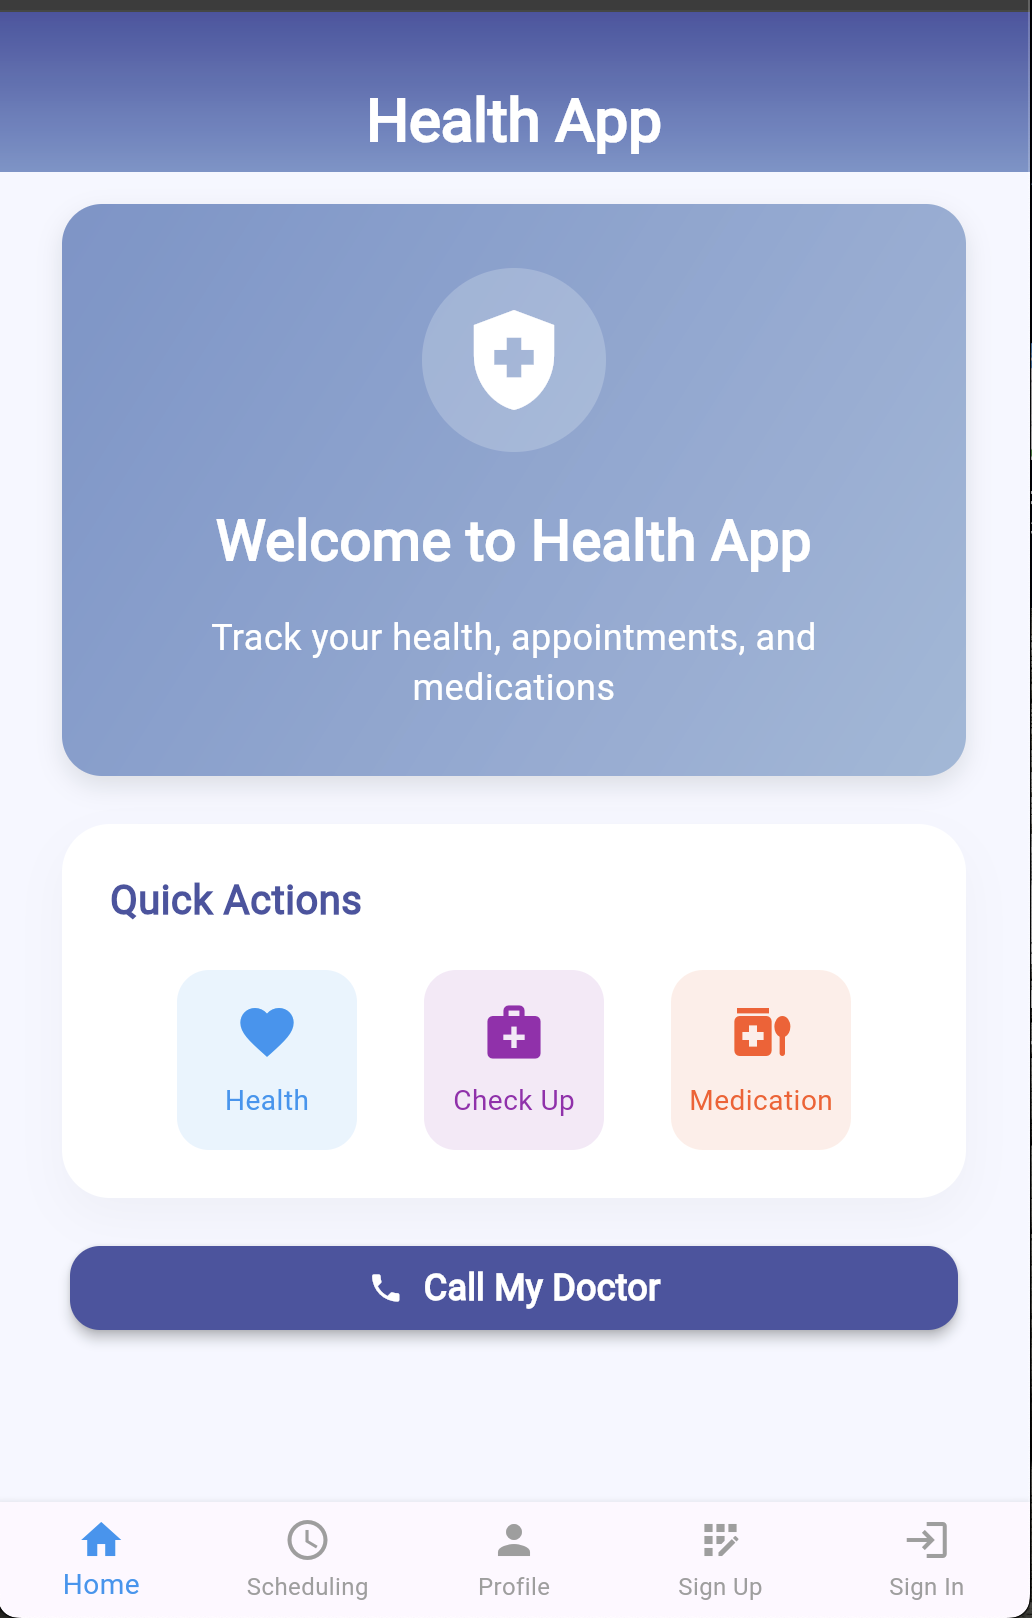 Health App
Welcome to Health App
Track your health, appointments, and
medications
Quick Actions
Health
Check Up
Medication
Call My Doctor
Home
Scheduling
Profile
Sign Up
Sign In